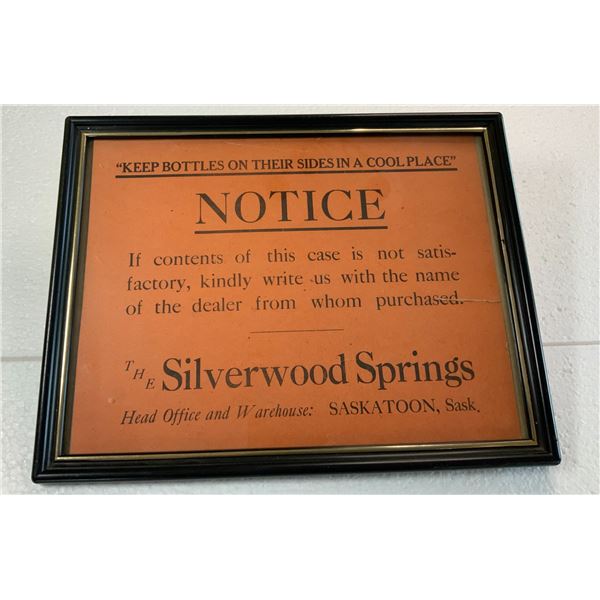 "KEEP BOTTLES ON THEIR SIDES IN A COOL PLACE"
NOTICE
If contents of this case is not satis-
factory, kindly write us with the name
of the dealer from whom purchased.
THE Silverwood Springs
Head Office and Warehouse: SASKATOON, Sask.